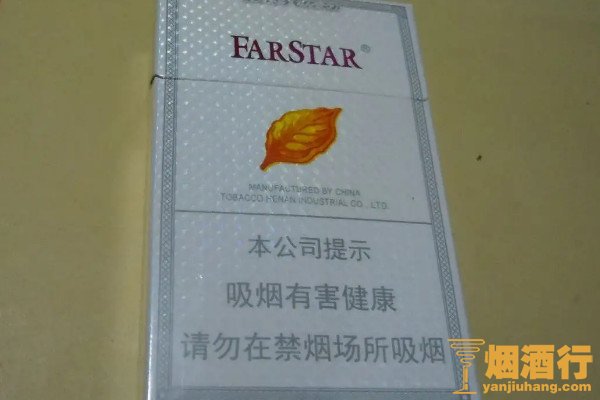 FARSTAR®
MANUFACTURED BY CHINA
TOBACCO HENAN INDUSTRIAL CO., LTD.
本公司提示
吸烟有害健康
请勿在禁烟场所吸烟
烟酒行
yanjiuhang.com